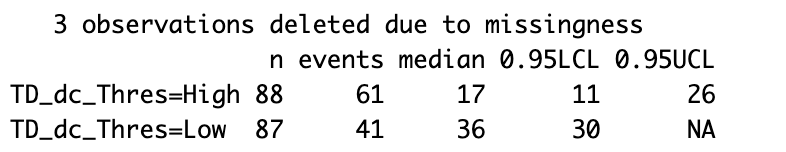 3 observations deleted due to missingness
n events median 0.95LCL 0.95UCL
TD_dc_Thres=High 88 61 17 11 26
TD_dc_Thres=Low 87 41 36 30 NA